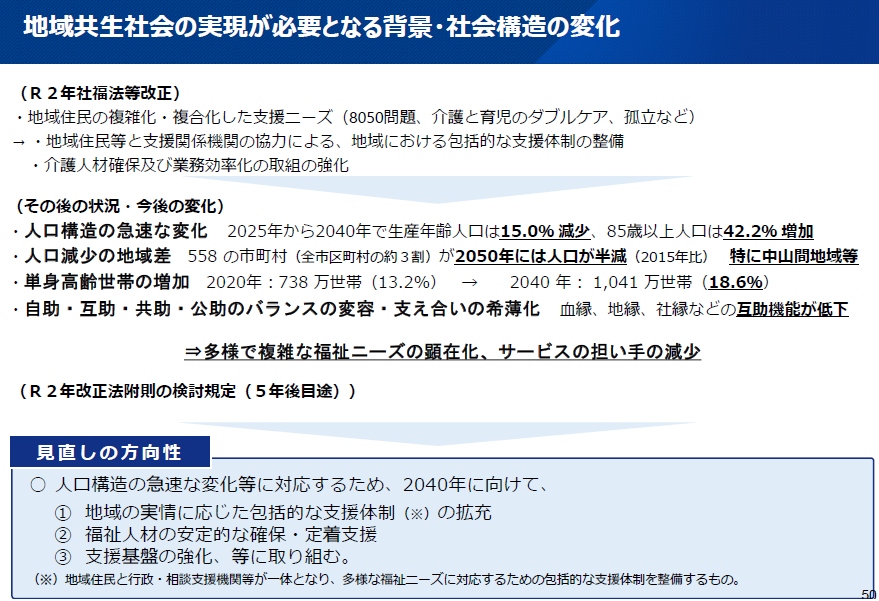 地域共生社会の実現が必要となる背景・社会構造の変化
(R2年社福法等改正)
・地域住民の複雑化・複合化した支援ニーズ(8050問題、介護と育児のダブルケア、孤立など)
→ ・地域住民等と支援関係機関の協力による、地域における包括的な支援体制の整備
・介護人材確保及び業務効率化の取組の強化
(その後の状況・今後の変化)
・人口構造の急速な変化 2025年から2040年で生産年齢人口は15.0% 減少、85歳以上人口は42.2% 増加
・人口減少の地域差 558 の市町村(全市区町村の約3割)が2050年には人口が半減(2015年比) 特に中山間地域等
・単身高齢世帯の増加 2020年:738 万世帯(13.2%) → 2040 年: 1,041 万世帯(18.6%)
・自助・互助・共助・公助のバランスの変容・支え合いの希薄化 血縁、地縁、社縁などの互助機能が低下
⇒多様で複雑な福祉ニーズの顕在化、サービスの担い手の減少
(R2年改正法附則の検討規定(5年後目途))
見直しの方向性
○ 人口構造の急速な変化等に対応するため、2040年に向けて、
① 地域の実情に応じた包括的な支援体制(※)の拡充
② 福祉人材の安定的な確保・定着支援
③ 支援基盤の強化、等に取り組む。
(※)地域住民と行政・相談支援機関等が一体となり、多様な福祉ニーズに対応するための包括的な支援体制を整備するもの。
50